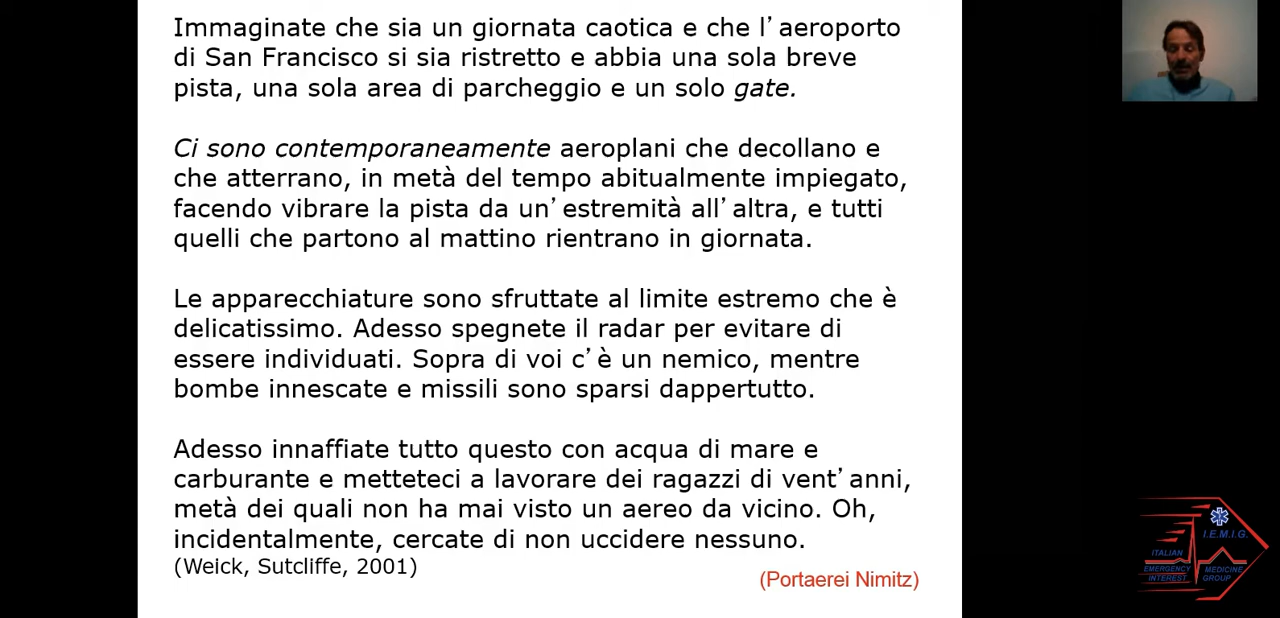 Immaginate che sia un giornata caotica e che l’aeroporto
di San Francisco si sia ristretto e abbia una sola breve
pista, una sola area di parcheggio e un solo gate.
Ci sono contemporaneamente aeroplani che decollano e
che atterrano, in metà del tempo abitualmente impiegato,
facendo vibrare la pista da un’estremità all’altra, e tutti
quelli che partono al mattino rientrano in giornata.
Le apparecchiature sono sfruttate al limite estremo che è
delicatissimo. Adesso spegnete il radar per evitare di
essere individuati. Sopra di voi c’è un nemico, mentre
bombe innescate e missili sono sparsi dappertutto.
Adesso innaffiate tutto questo con acqua di mare e
carburante e metteteci a lavorare dei ragazzi di vent’anni,
metà dei quali non ha mai visto un aereo da vicino. Oh,
incidentalmente, cercate di non uccidere nessuno.
(Weick, Sutcliffe, 2001)
(Portaerei Nimitz)
I.E.M.I.G.
ITALIAN
EMERGENCY MEDICINE
INTEREST GROUP